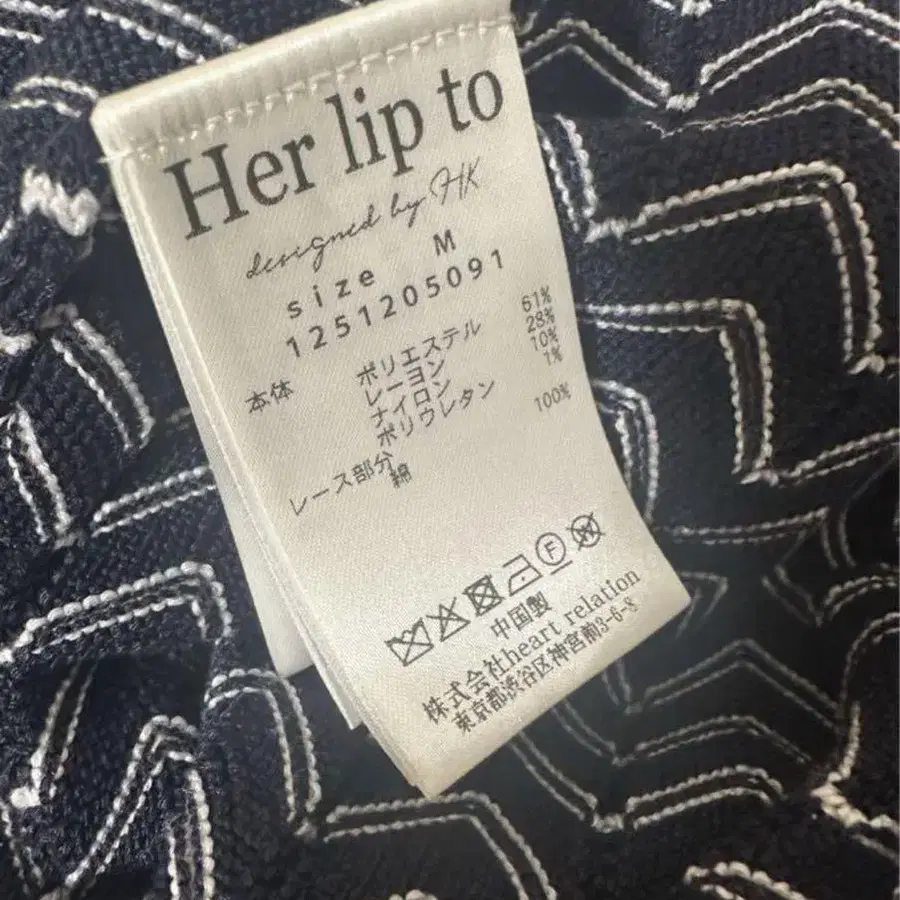 Her lip to
designed by HK
size M
1251205091
本体 ポリエステル 61%
レーヨン 28%
ナイロン 10%
ポリウレタン 1%
レース部分
綿 100%
中国製
株式会社heart relation
東京都渋谷区神宮前3-6-8